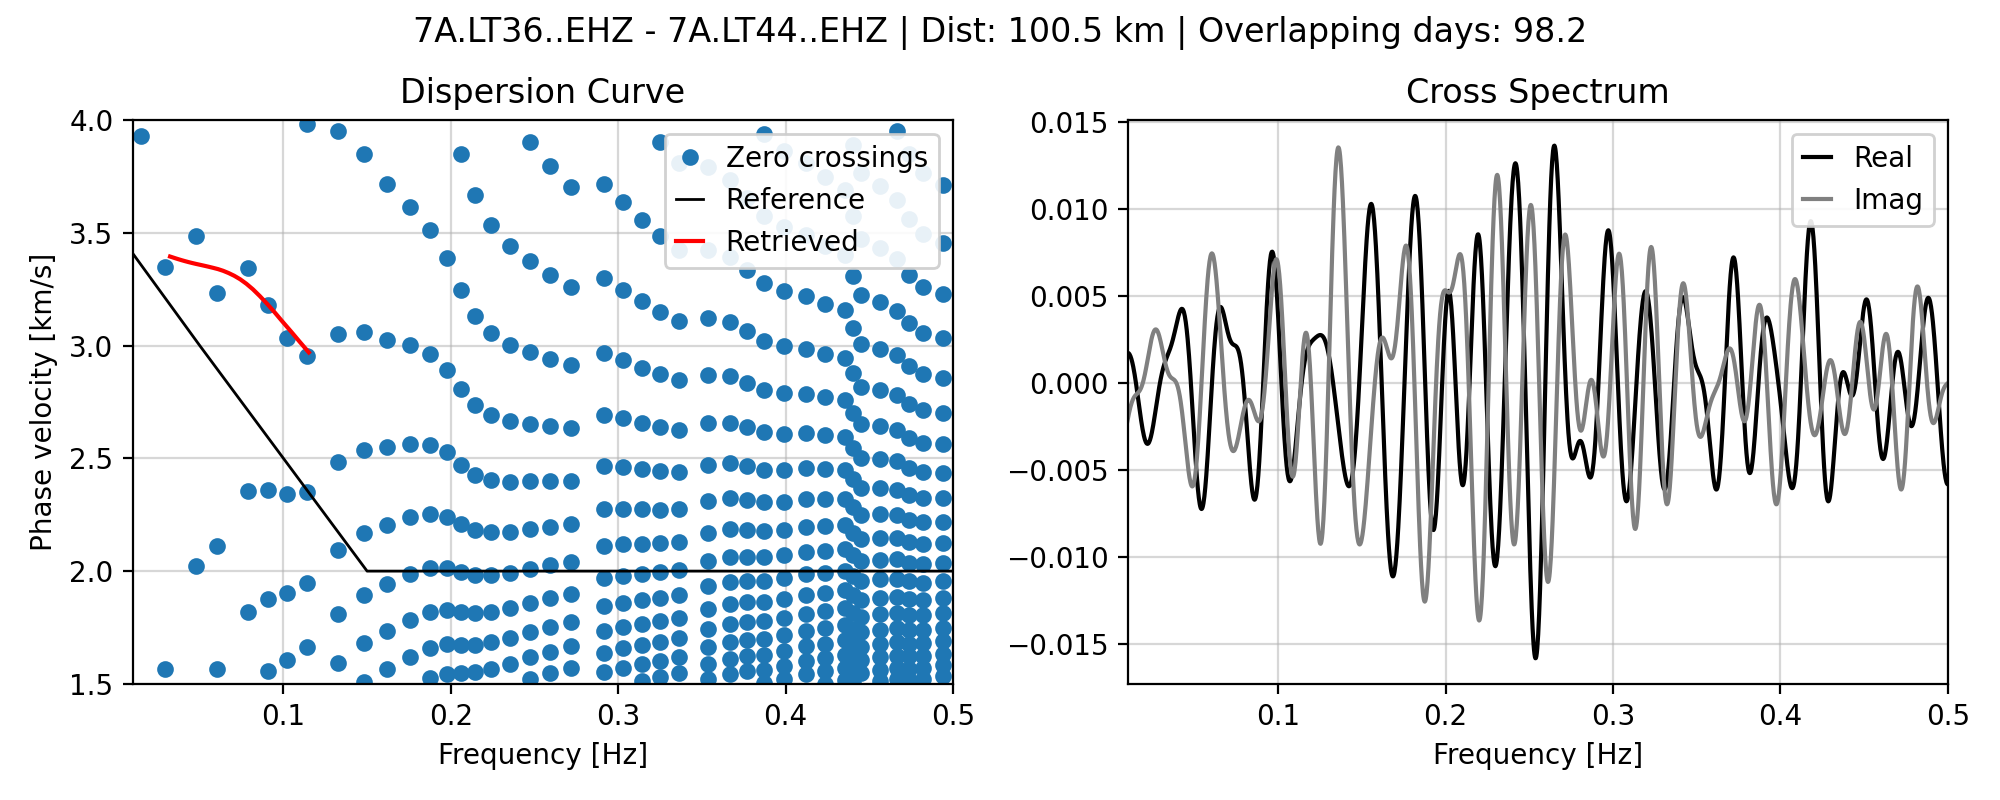 7A.LT36..EHZ - 7A.LT44..EHZ | Dist: 100.5 km | Overlapping days: 98.2
Dispersion Curve
4.0
3.5
3.0
2.5
2.0
1.5
Phase velocity [km/s]
0.1
0.2
0.3
0.4
0.5
Frequency [Hz]
Zero crossings
Reference
Retrieved
Cross Spectrum
0.015
0.010
0.005
0.000
−0.005
−0.010
−0.015
0.1
0.2
0.3
0.4
0.5
Frequency [Hz]
Real
Imag